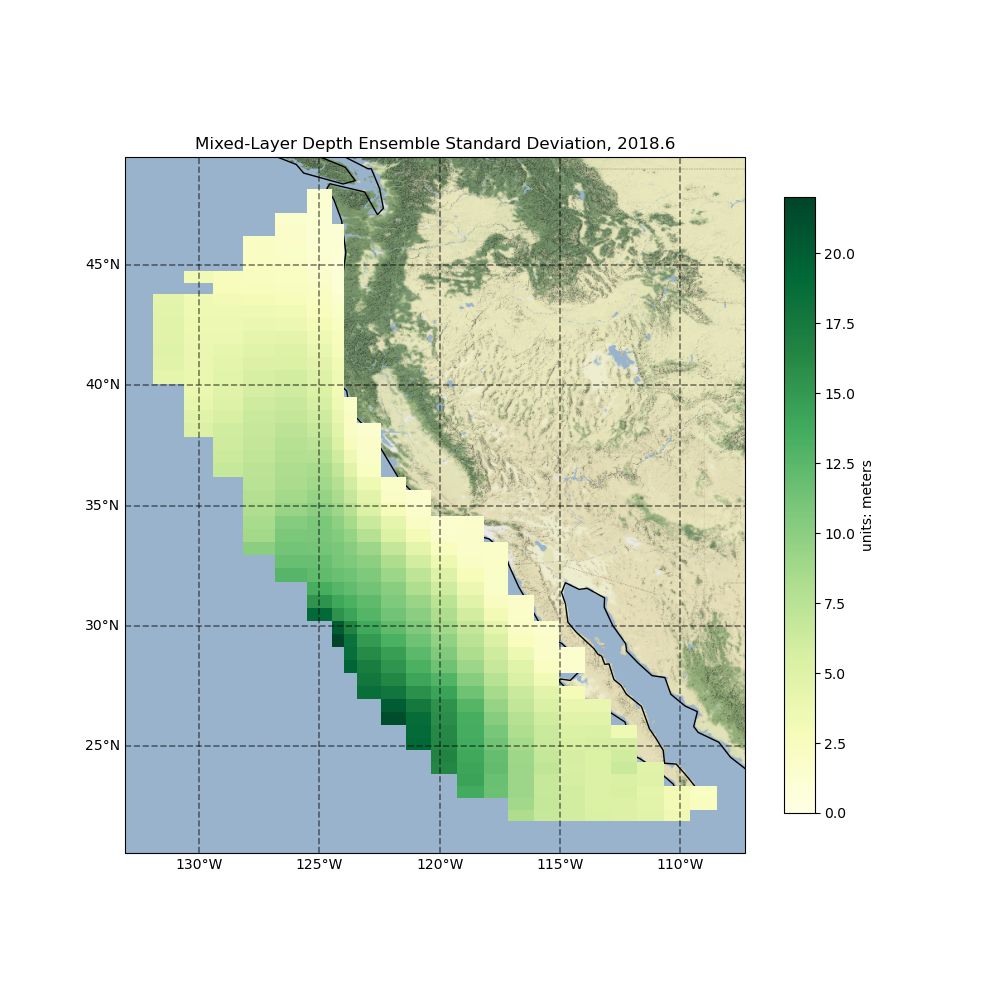 Mixed-Layer Depth Ensemble Standard Deviation, 2018.6
45°N
40°N
35°N
30°N
25°N
130°W
125°W
120°W
115°W
110°W
20.0
17.5
15.0
12.5
10.0
7.5
5.0
2.5
0.0
units: meters